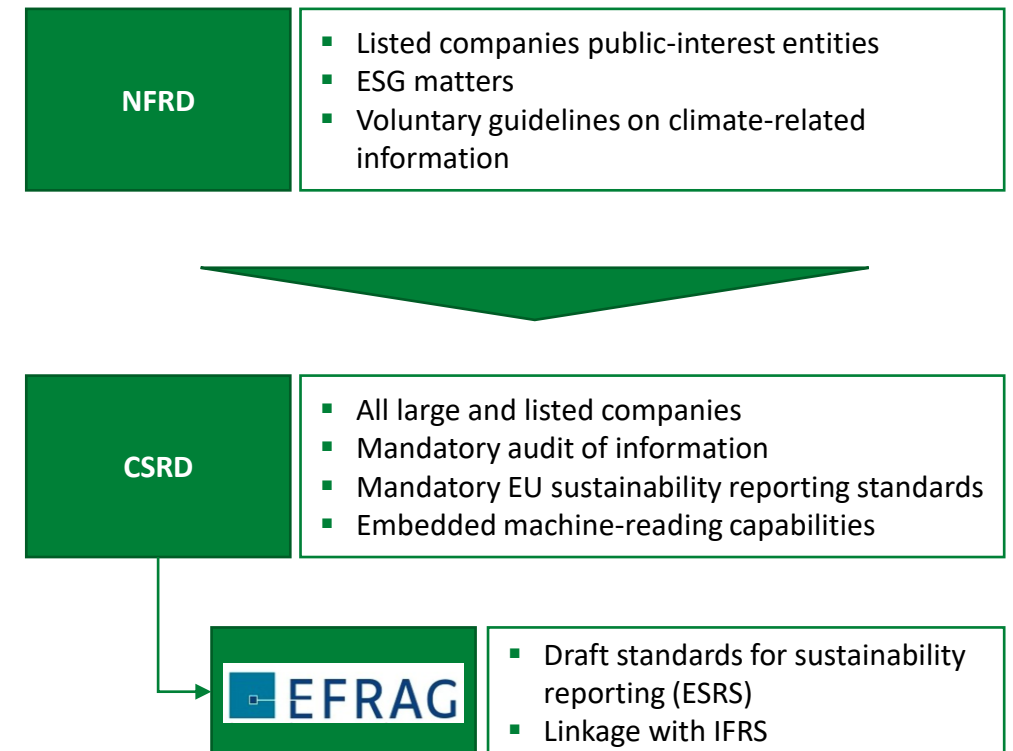 NFRD
▪ Listed companies public-interest entities
▪ ESG matters
▪ Voluntary guidelines on climate-related
information
CSRD
▪ All large and listed companies
▪ Mandatory audit of information
▪ Mandatory EU sustainability reporting standards
▪ Embedded machine-reading capabilities
EFRAG
▪ Draft standards for sustainability
reporting (ESRS)
▪ Linkage with IFRS